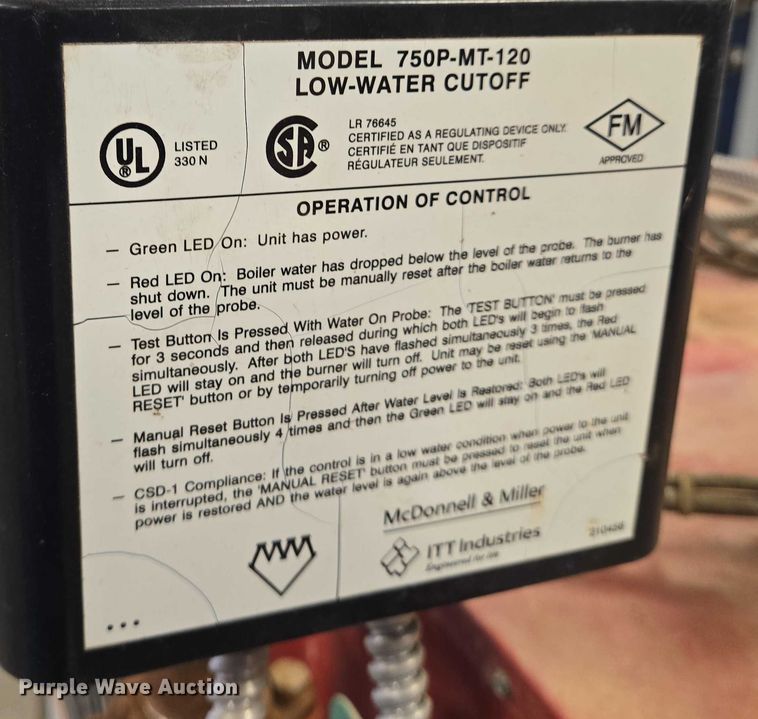 MODEL 750P-MT-120
LOW-WATER CUTOFF
UL
®
LISTED
330 N
SA ®
LR 76645
CERTIFIED AS A REGULATING DEVICE ONLY.
CERTIFIÉ EN TANT QUE DISPOSITIF
RÉGULATEUR SEULEMENT.
FM
APPROVED
OPERATION OF CONTROL
— Green LED On: Unit has power.
— Red LED On: Boiler water has dropped below the level of the probe. The burner has
shut down. The unit must be manually reset after the boiler water returns to the
level of the probe.
— Test Button Is Pressed With Water On Probe: The 'TEST BUTTON' must be pressed
for 3 seconds and then released during which both LED's will begin to flash
simultaneously. After both LED'S have flashed simultaneously 3 times, the Red
LED will stay on and the burner will turn off. Unit may be reset using the 'MANUAL
RESET' button or by temporarily turning off power to the unit.
— Manual Reset Button Is Pressed After Water Level Is Restored: Both LED's will
flash simultaneously 4 times and then the Green LED will stay on and the Red LED
will turn off.
— CSD-1 Compliance: If the control is in a low water condition when power to the unit
is interrupted, the 'MANUAL RESET' button must be pressed to reset the unit when
power is restored AND the water level is again above the level of the probe.
McDonnell & Miller
ITT Industries
Engineered for life
MM
• • •
Purple Wave Auction